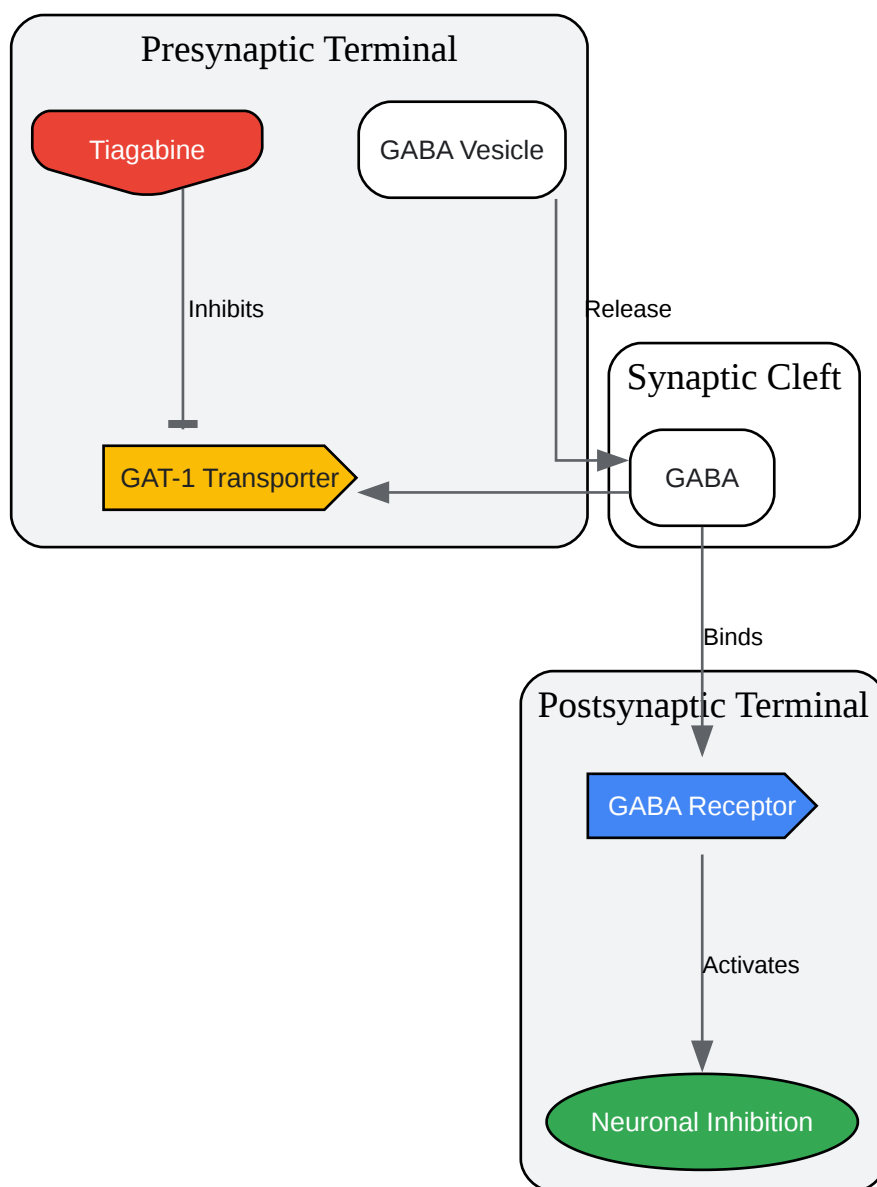 Presynaptic Terminal
Tiagabine
GABA Vesicle
Inhibits
Release
Synaptic Cleft
GAT-1 Transporter
GABA
Binds
Postsynaptic Terminal
GABA Receptor
Activates
Neuronal Inhibition